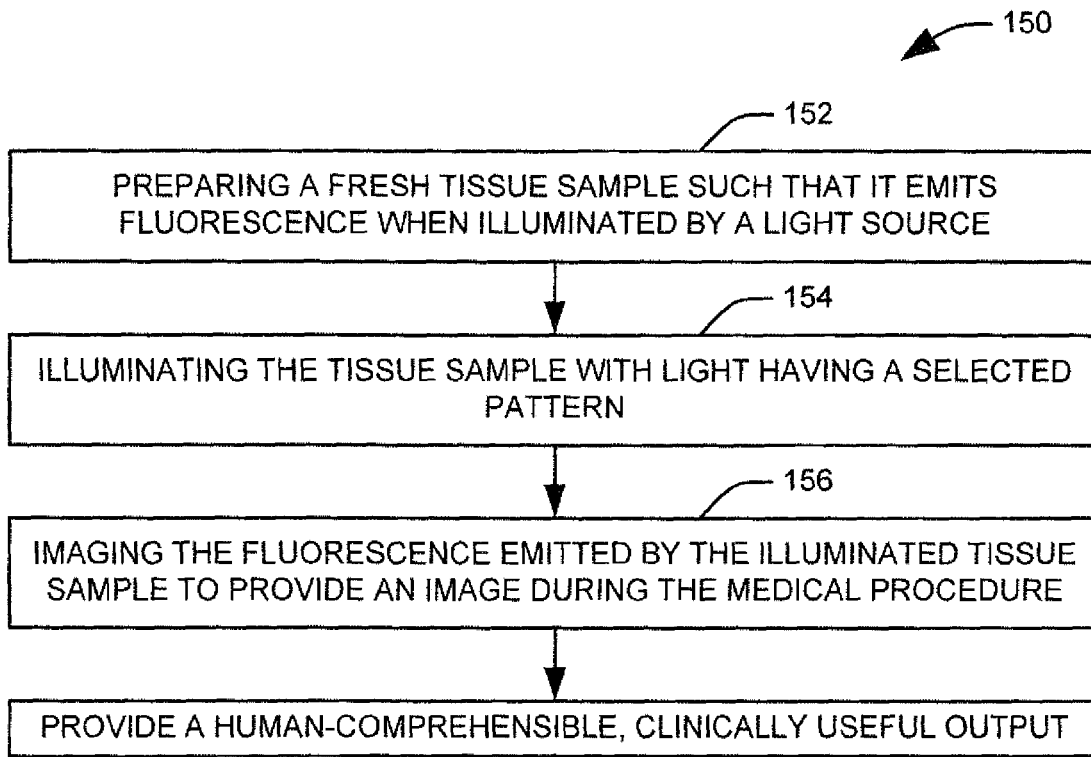 150
152
PREPARING A FRESH TISSUE SAMPLE SUCH THAT IT EMITS
FLUORESCENCE WHEN ILLUMINATED BY A LIGHT SOURCE
154
ILLUMINATING THE TISSUE SAMPLE WITH LIGHT HAVING A SELECTED
PATTERN
156
IMAGING THE FLUORESCENCE EMITTED BY THE ILLUMINATED TISSUE
SAMPLE TO PROVIDE AN IMAGE DURING THE MEDICAL PROCEDURE
PROVIDE A HUMAN-COMPREHENSIBLE, CLINICALLY USEFUL OUTPUT